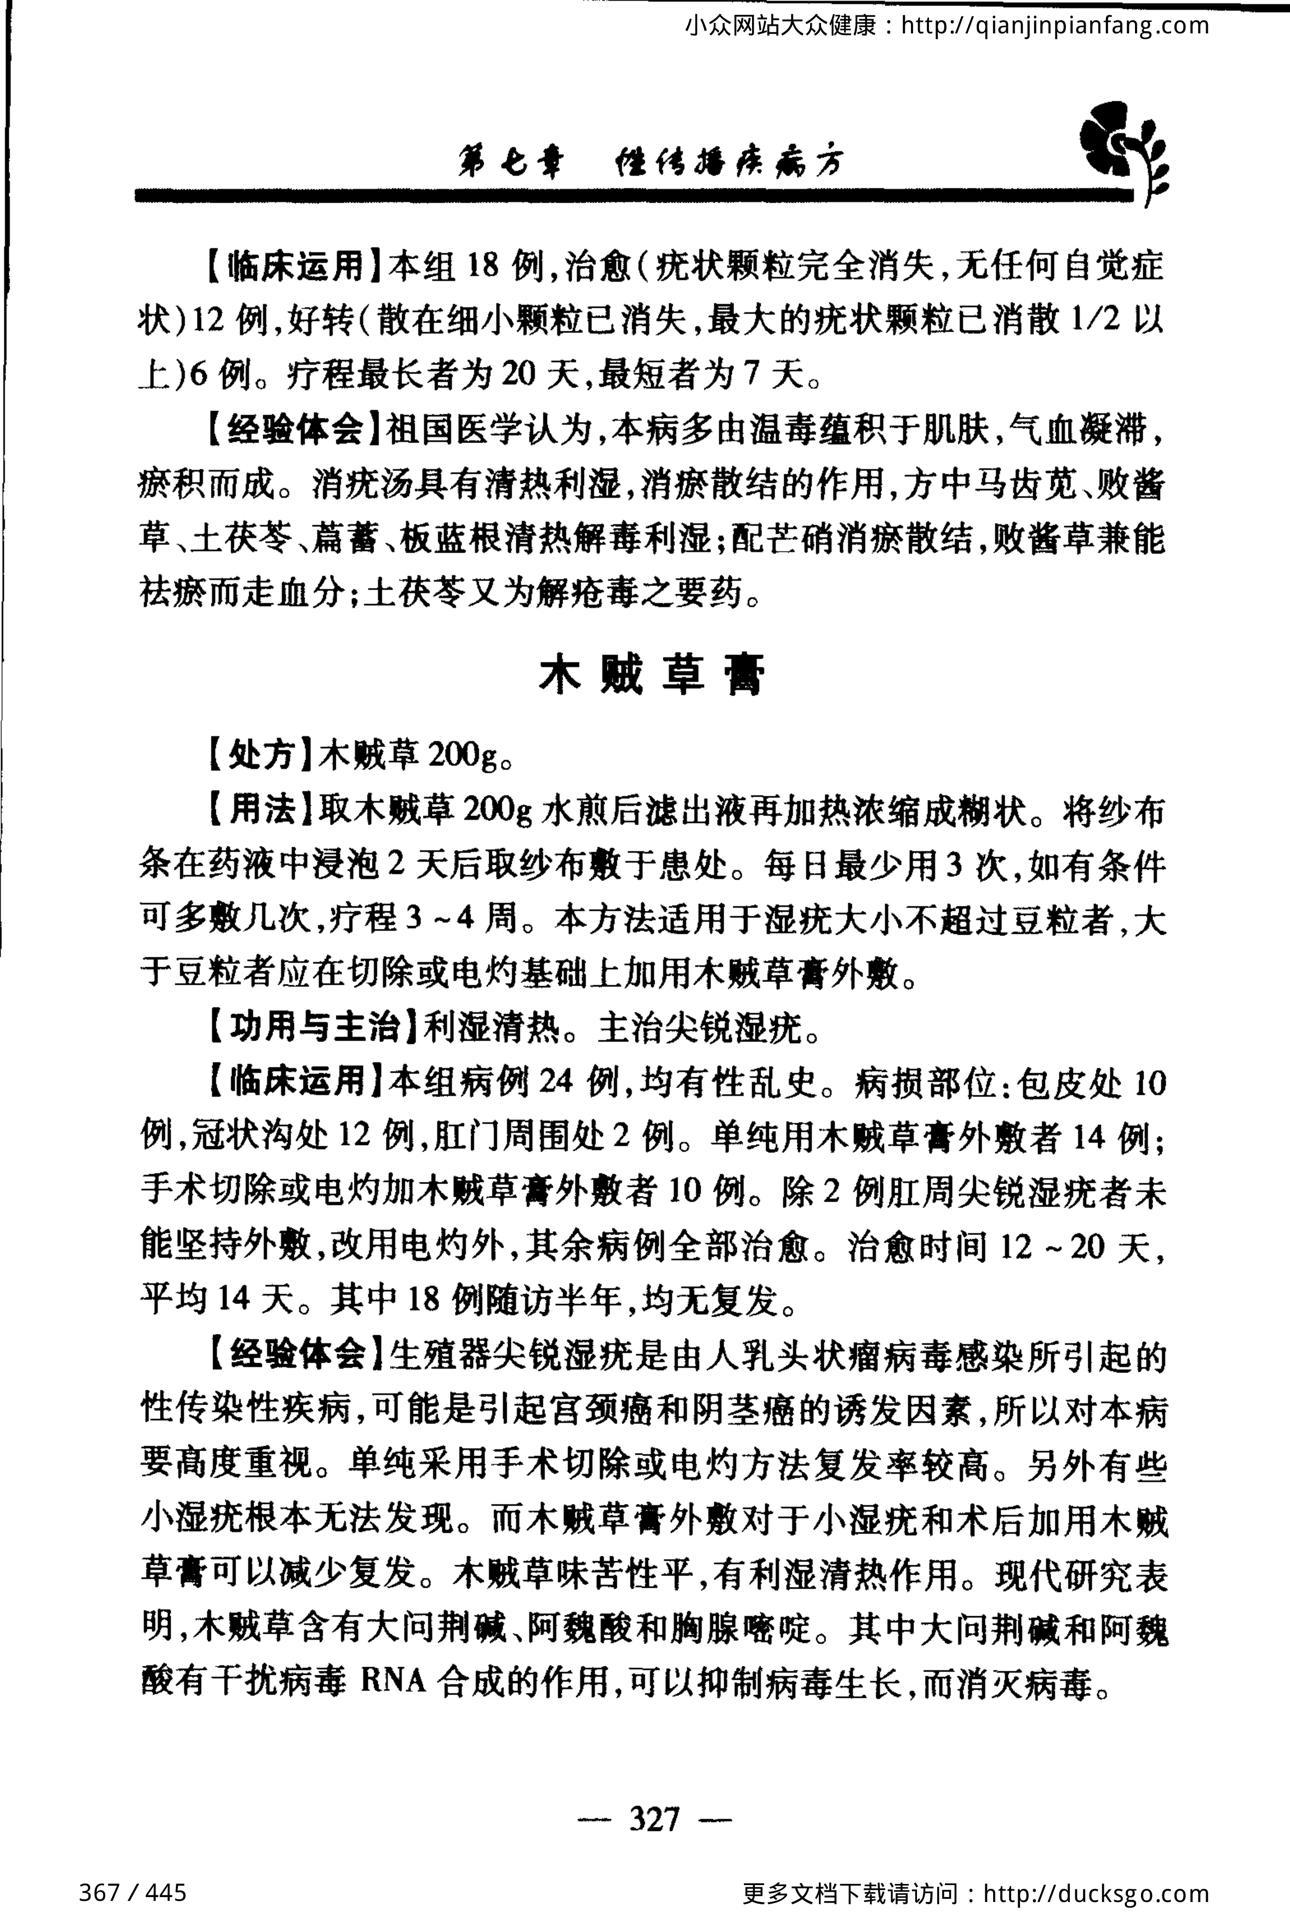 小众网站大众健康：http://qianjinpianfang.com
第七章 性传播疾病方
【临床运用】本组 18 例,治愈(疣状颗粒完全消失,无任何自觉症
状)12 例,好转(散在细小颗粒已消失,最大的疣状颗粒已消散 1/2 以
上)6 例。疗程最长者为 20 天,最短者为 7 天。
【经验体会】祖国医学认为,本病多由温毒蕴积于肌肤,气血凝滞,
瘀积而成。消疣汤具有清热利湿,消瘀散结的作用,方中马齿苋、败酱
草、土茯苓、萹蓄、板蓝根清热解毒利湿;配芒硝消瘀散结,败酱草兼能
祛瘀而走血分;土茯苓又为解疮毒之要药。
木贼草膏
【处方】木贼草 200g。
【用法】取木贼草 200g 水煎后滤出液再加热浓缩成糊状。将纱布
条在药液中浸泡 2 天后取纱布敷于患处。每日最少用 3 次,如有条件
可多敷几次,疗程 3～4 周。本方法适用于湿疣大小不超过豆粒者,大
于豆粒者应在切除或电灼基础上加用木贼草膏外敷。
【功用与主治】利湿清热。主治尖锐湿疣。
【临床运用】本组病例 24 例,均有性乱史。病损部位:包皮处 10
例,冠状沟处 12 例,肛门周围处 2 例。单纯用木贼草膏外敷者 14 例;
手术切除或电灼加木贼草膏外敷者 10 例。除 2 例肛周尖锐湿疣者未
能坚持外敷,改用电灼外,其余病例全部治愈。治愈时间 12～20 天,
平均 14 天。其中 18 例随访半年,均无复发。
【经验体会】生殖器尖锐湿疣是由人乳头状瘤病毒感染所引起的
性传染性疾病,可能是引起宫颈癌和阴茎癌的诱发因素,所以对本病
要高度重视。单纯采用手术切除或电灼方法复发率较高。另外有些
小湿疣根本无法发现。而木贼草膏外敷对于小湿疣和术后加用木贼
草膏可以减少复发。木贼草味苦性平,有利湿清热作用。现代研究表
明,木贼草含有大问荆碱、阿魏酸和胸腺嘧啶。其中大问荆碱和阿魏
酸有干扰病毒 RNA 合成的作用,可以抑制病毒生长,而消灭病毒。
— 327 —
367 / 445
更多文档下载请访问：http://ducksgo.com